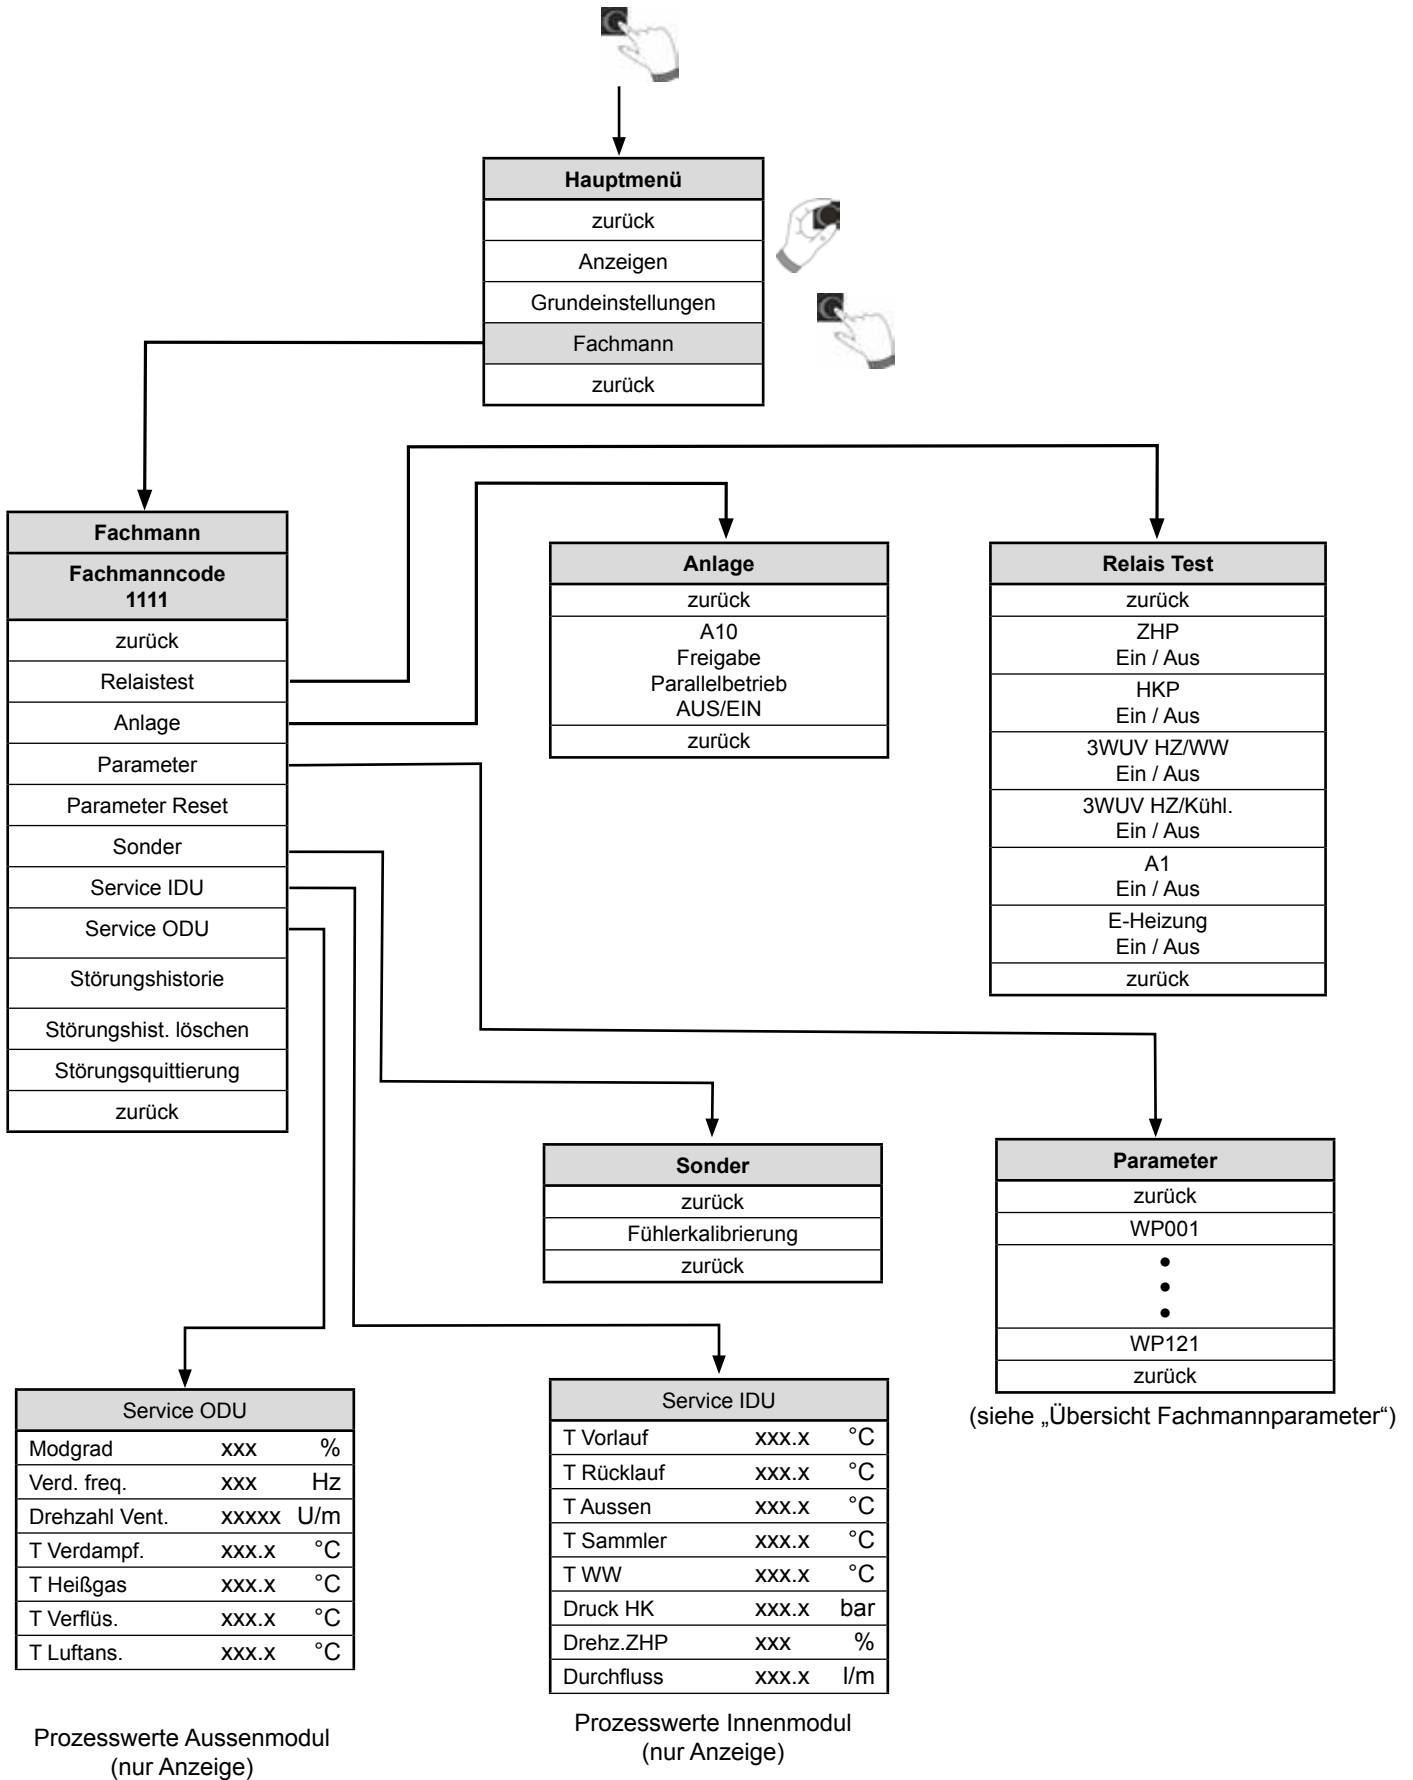 Hauptmenü
zurück
Anzeigen
Grundeinstellungen
Fachmann
zurück
Fachmann
Fachmanncode
1111
zurück
Relaistest
Anlage
Parameter
Parameter Reset
Sonder
Service IDU
Service ODU
Störungshistorie
Störungshist. löschen
Störungsquittierung
zurück
Anlage
zurück
A10
Freigabe
Parallelbetrieb
AUS/EIN
zurück
Relais Test
zurück
ZHP
Ein / Aus
HKP
Ein / Aus
3WUV HZ/WW
Ein / Aus
3WUV HZ/Kühl.
Ein / Aus
A1
Ein / Aus
E-Heizung
Ein / Aus
zurück
Sonder
zurück
Fühlerkalibrierung
zurück
Parameter
zurück
WP001
•
•
•
WP121
zurück
(siehe „Übersicht Fachmannparameter“)
Service ODU
Modgrad xxx %
Verd. freq. xxx Hz
Drehzahl Vent. xxxxx U/m
T Verdampf. xxx.x °C
T Heißgas xxx.x °C
T Verflüs. xxx.x °C
T Luftans. xxx.x °C
Prozesswerte Aussenmodul
(nur Anzeige)
Service IDU
T Vorlauf xxx.x °C
T Rücklauf xxx.x °C
T Aussen xxx.x °C
T Sammler xxx.x °C
T WW xxx.x °C
Druck HK xxx.x bar
Drehz.ZHP xxx %
Durchfluss xxx.x l/m
Prozesswerte Innenmodul
(nur Anzeige)